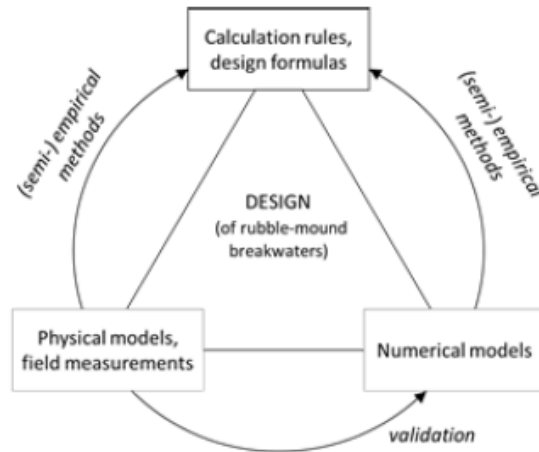 Calculation rules,
design formulas
(semi-) empirical
methods
(semi-) empirical
methods
DESIGN
(of rubble-mound
breakwaters)
Physical models,
field measurements
Numerical models
validation